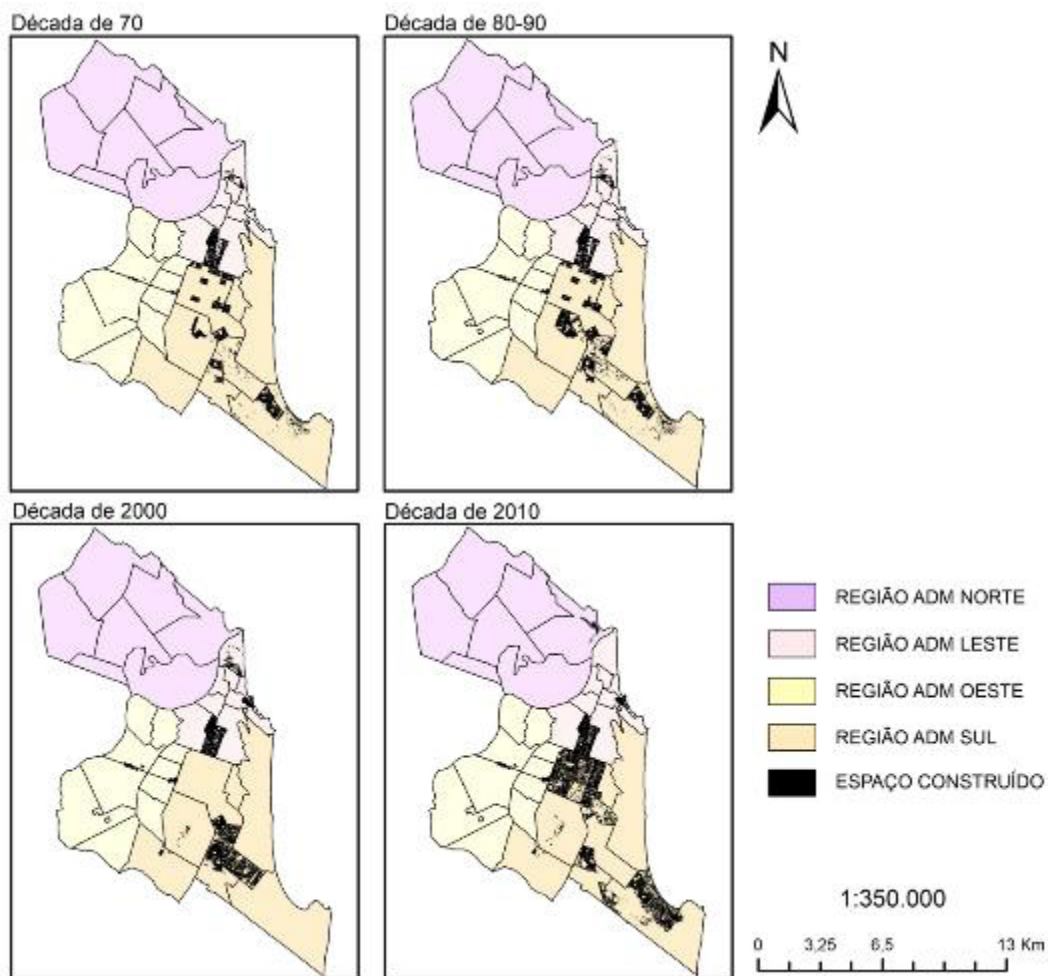 Década de 70
Década de 80-90
N
Década de 2000
Década de 2010
REGIÃO ADM NORTE
REGIÃO ADM LESTE
REGIÃO ADM OESTE
REGIÃO ADM SUL
ESPAÇO CONSTRUÍDO
1:350.000
0 3,25 6,5 13 Km